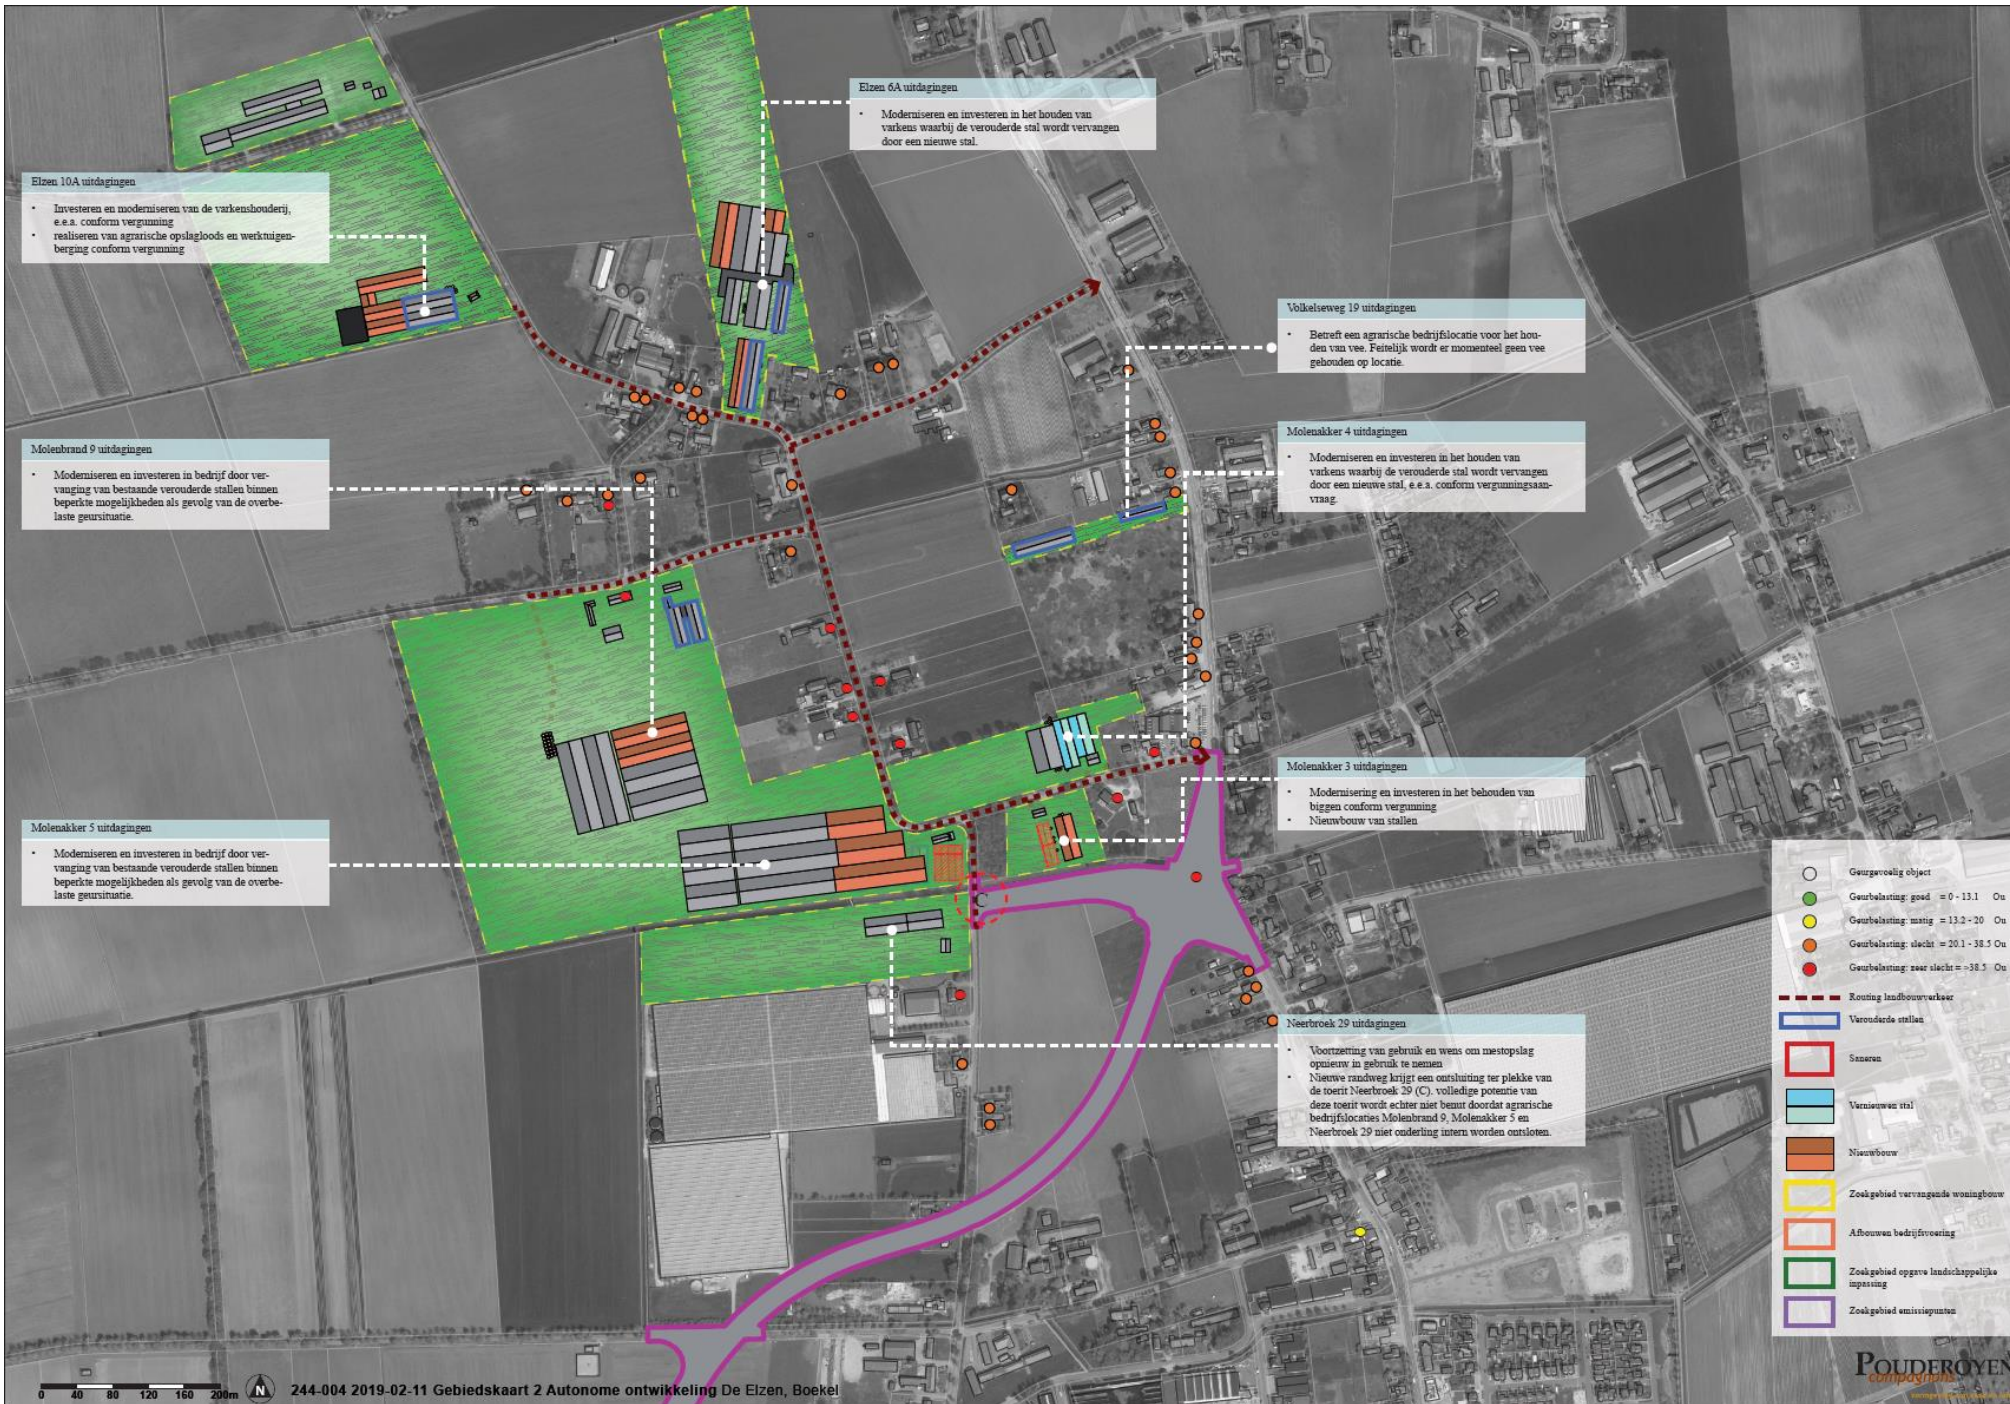 Elzen 6A uitdagingen
• Moderniseren en investeren in het houden van
varkens waarbij de verouderde stal wordt vervangen
door een nieuwe stal.
Elzen 10A uitdagingen
• Investeren en moderniseren van de varkenshouderij,
e.e.a. conform vergunning
• realiseren van agrarische opslagloods en werktuigen-
berging conform vergunning
Volkelseweg 19 uitdagingen
• Betreft een agrarische bedrijfslocatie voor het hou-
den van vee. Feitelijk wordt er momenteel geen vee
gehouden op locatie.
Molenbrand 9 uitdagingen
• Moderniseren en investeren in bedrijf door ver-
vanging van bestaande verouderde stallen binnen
beperkte mogelijkheden als gevolg van de overbe-
laste geursituatie.
Molenakker 4 uitdagingen
• Moderniseren en investeren in het houden van
varkens waarbij de verouderde stal wordt vervangen
door een nieuwe stal, e.e.a. conform vergunningsaan-
vraag.
Molenakker 3 uitdagingen
• Modernisering en investeren in het behouden van
biggen conform vergunning
• Nieuwbouw van stallen
Molenakker 5 uitdagingen
• Moderniseren en investeren in bedrijf door ver-
vanging van bestaande verouderde stallen binnen
beperkte mogelijkheden als gevolg van de overbe-
laste geursituatie.
Neerbroek 29 uitdagingen
• Voortzetting van gebruik en wens om mestopslag
opnieuw in gebruik te nemen
• Nieuwe randweg krijgt een ontsluiting ter plekke van
de toerit Neerbroek 29 (C). volledige potentie van
deze toerit wordt echter niet benut doordat agrarische
bedrijfslocaties Molenbrand 9, Molenakker 5 en
Neerbroek 29 niet onderling intern worden ontsloten.
Geurgevoelig object
Geurbelasting: goed = 0 - 13.1 Ou
Geurbelasting: matig = 13.2 - 20 Ou
Geurbelasting: slecht = 20.1 - 38.5 Ou
Geurbelasting: zeer slecht = >38.5 Ou
Routing landbouwverkeer
Verouderde stallen
Saneren
Vernieuwen stal
Nieuwbouw
Zoekgebied vervangende woningbouw
Afbouwen bedrijfsvoering
Zoekgebied opgave landschappelijke
inpassing
Zoekgebied emissiepunten
0 40 80 120 160 200m
N
244-004 2019-02-11 Gebiedskaart 2 Autonome ontwikkeling De Elzen, Boekel
POUDEROYEN
compagnons